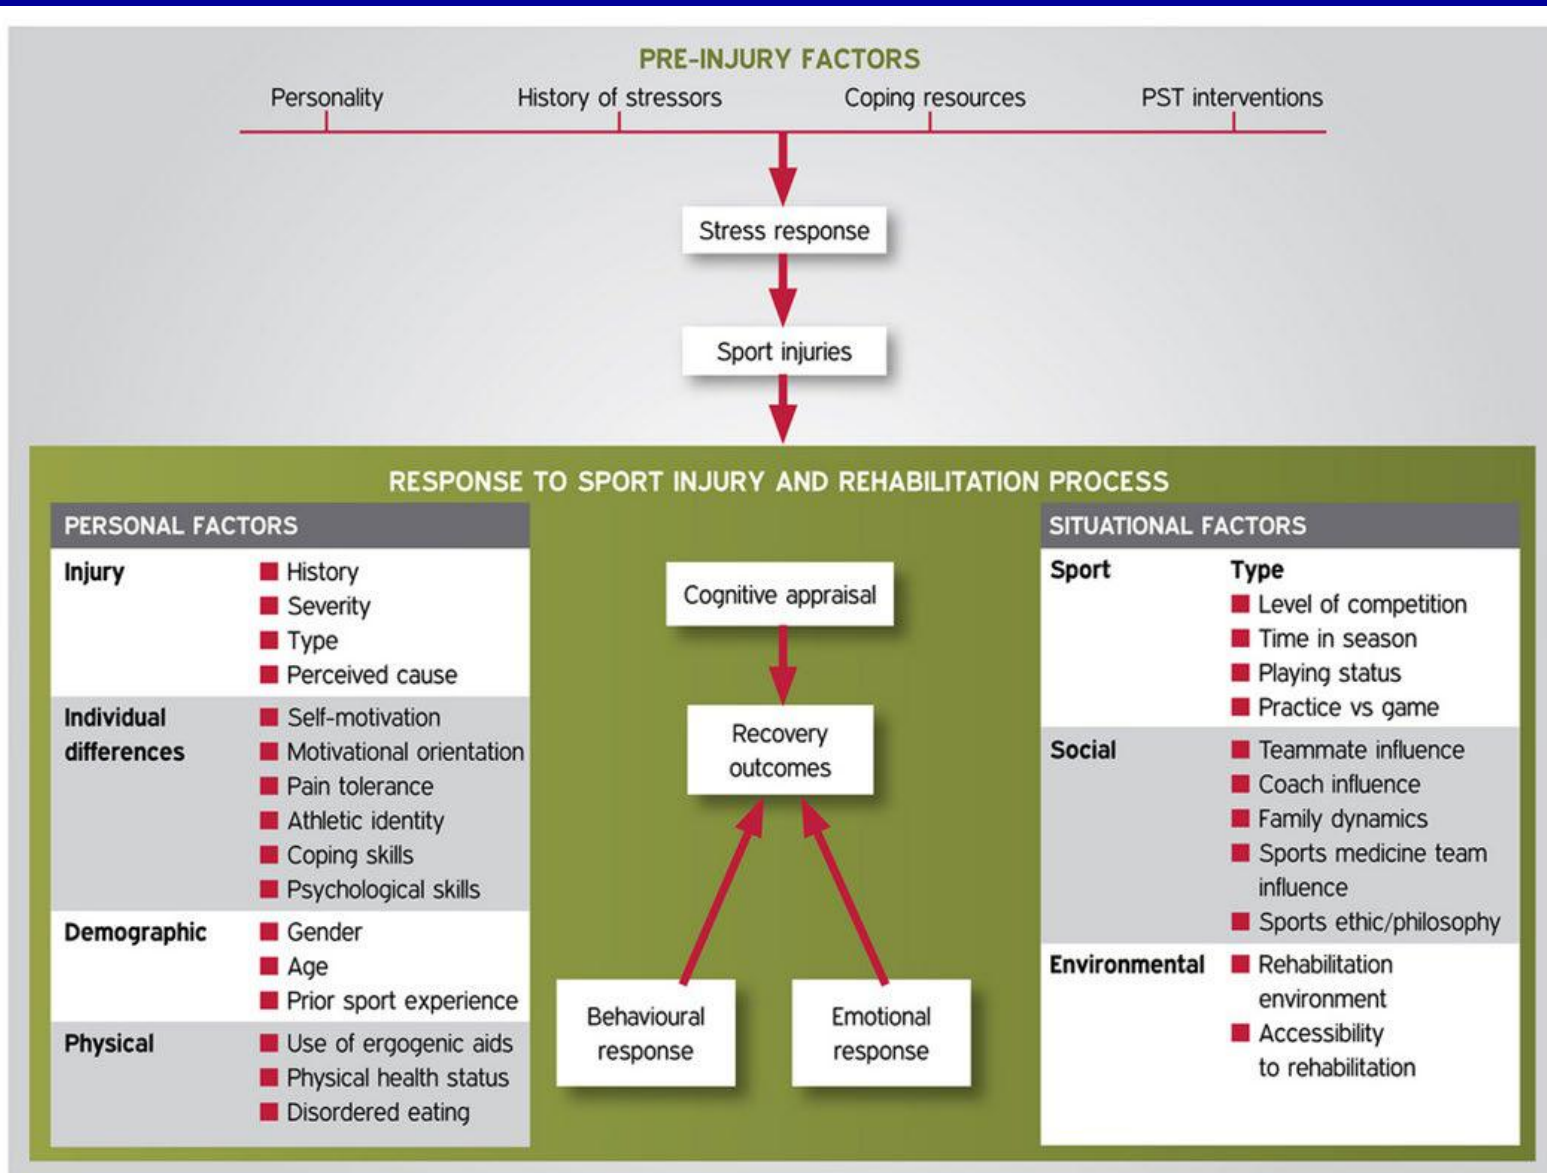 PRE-INJURY FACTORS
Personality
History of stressors
Coping resources
PST interventions
Stress response
Sport injuries
RESPONSE TO SPORT INJURY AND REHABILITATION PROCESS
PERSONAL FACTORS
Injury
History
Severity
Type
Perceived cause
Individual
differences
Self-motivation
Motivational orientation
Pain tolerance
Athletic identity
Coping skills
Psychological skills
Demographic
Gender
Age
Prior sport experience
Physical
Use of ergogenic aids
Physical health status
Disordered eating
Cognitive appraisal
Recovery
outcomes
Behavioural
response
Emotional
response
SITUATIONAL FACTORS
Sport
Type
Level of competition
Time in season
Playing status
Practice vs game
Social
Teammate influence
Coach influence
Family dynamics
Sports medicine team
influence
Sports ethic/philosophy
Environmental
Rehabilitation
environment
Accessibility
to rehabilitation